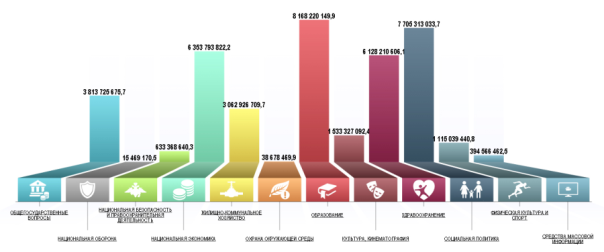 8 168 220 149,9
7 705 313 033,7
6 353 793 822,2
6 128 210 606,1
3 813 725 675,7
3 062 926 709,7
1 533 327 092,4
1 115 039 440,8
633 368 640,3
394 566 462,5
15 469 170,5
38 678 469,9
ОБЩЕГОСУДАРСТВЕННЫЕ
ВОПРОСЫ
НАЦИОНАЛЬНАЯ ОБОРОНА
НАЦИОНАЛЬНАЯ БЕЗОПАСНОСТЬ
И ПРАВООХРАНИТЕЛЬНАЯ
ДЕЯТЕЛЬНОСТЬ
НАЦИОНАЛЬНАЯ ЭКОНОМИКА
ЖИЛИЩНО-КОММУНАЛЬНОЕ
ХОЗЯЙСТВО
ОХРАНА ОКРУЖАЮЩЕЙ СРЕДЫ
ОБРАЗОВАНИЕ
КУЛЬТУРА, КИНЕМАТОГРАФИЯ
ЗДРАВООХРАНЕНИЕ
СОЦИАЛЬНАЯ ПОЛИТИКА
ФИЗИЧЕСКАЯ КУЛЬТУРА И
СПОРТ
СРЕДСТВА МАССОВОЙ
ИНФОРМАЦИИ